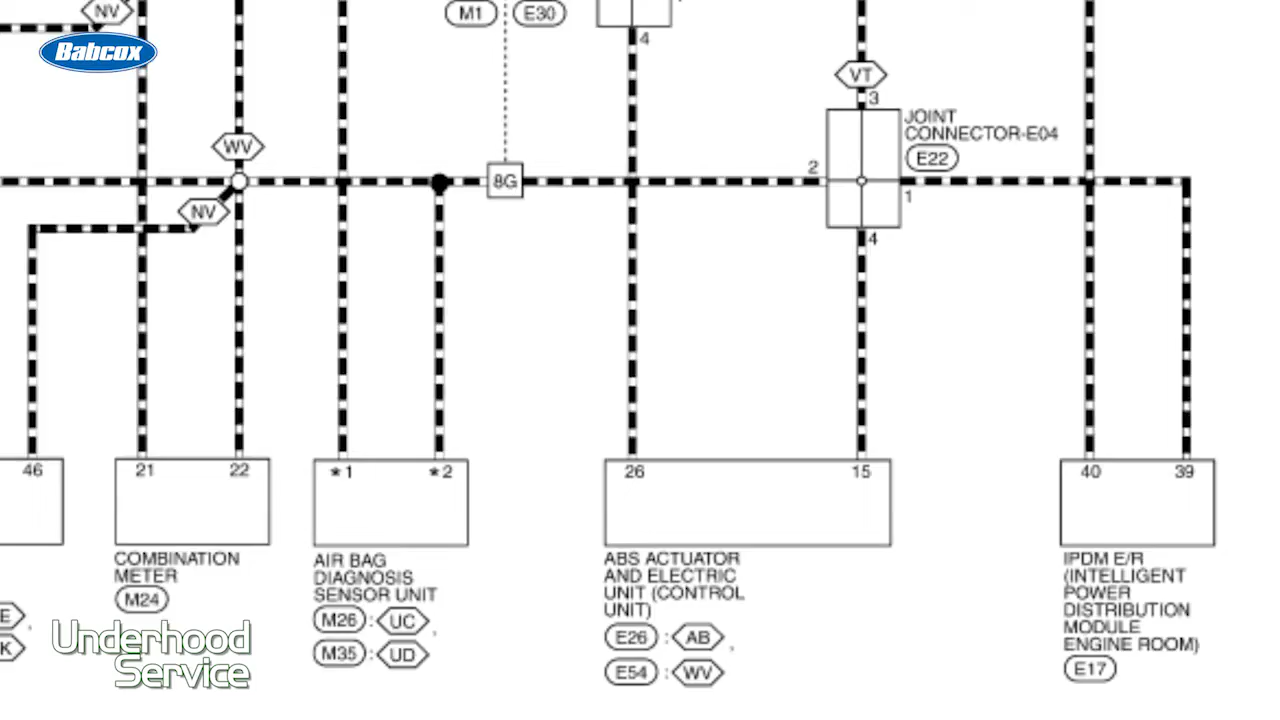 NV
Babcox
M1
E30
4
VT
3
JOINT
CONNECTOR-E04
E22
WV
2
8G
1
NV
4
46
21
22
*1
*2
26
15
40
39
COMBINATION
METER
M24
AIR BAG
DIAGNOSIS
SENSOR UNIT
M26 : UC ,
M35 : UD
ABS ACTUATOR
AND ELECTRIC
UNIT (CONTROL
UNIT)
E26 : AB ,
E54 : WV
IPDM E/R
(INTELLIGENT
POWER
DISTRIBUTION
MODULE
ENGINE ROOM)
E17
E ,
K
Underhood
Service